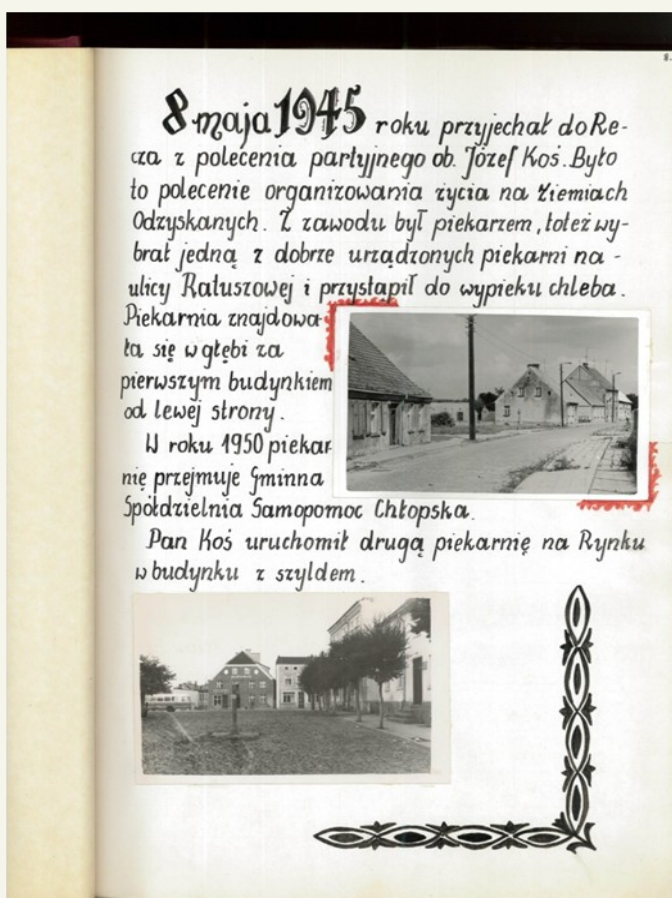 8 maja 1945 roku przyjechał do Re-
cza z polecenia partyjnego ob. Józef Koś. Było
to polecenie organizowania życia na Ziemiach
Odzyskanych. Z zawodu był piekarzem, toteż wy-
brał jedną z dobrze urządzonych piekarni na -
ulicy Ratuszowej i przystąpił do wypieku chleba.
Piekarnia znajdowa-
ła się w głębi za
pierwszym budynkiem
od lewej strony.
W roku 1950 piekar-
nię przejmuje Gminna
Spółdzielnia Samopomoc Chłopska.
Pan Koś uruchomił drugą piekarnię na Rynku
w budynku z szyldem.